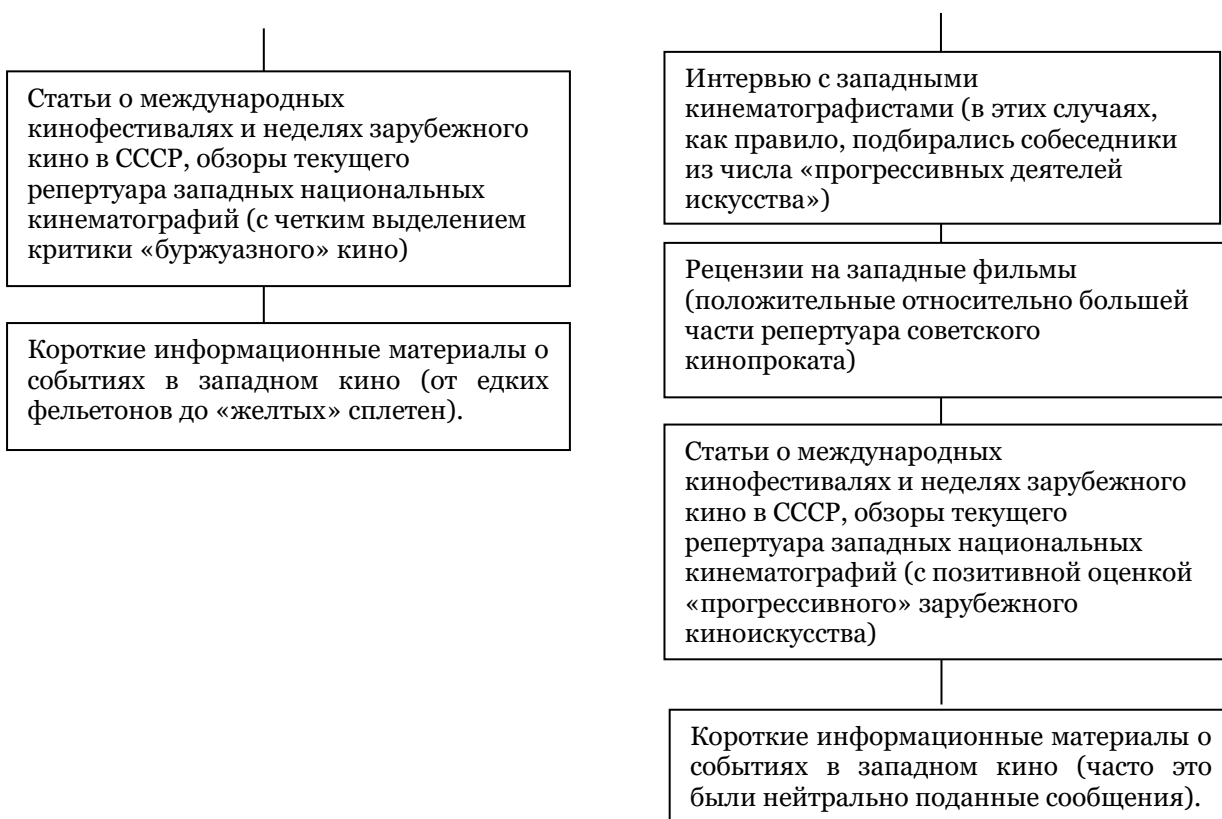 Статьи о международных
кинофестивалях и неделях зарубежного
кино в СССР, обзоры текущего
репертуара западных национальных
кинематографий (с четким выделением
критики «буржуазного» кино)
Короткие информационные материалы о
событиях в западном кино (от едких
фельетонов до «желтых» сплетен).
Интервью с западными
кинематографистами (в этих случаях,
как правило, подбирались собеседники
из числа «прогрессивных деятелей
искусства»)
Рецензии на западные фильмы
(положительные относительно большей
части репертуара советского
кинопроката)
Статьи о международных
кинофестивалях и неделях зарубежного
кино в СССР, обзоры текущего
репертуара западных национальных
кинематографий (с позитивной оценкой
«прогрессивного» зарубежного
киноискусства)
Короткие информационные материалы о
событиях в западном кино (часто это
были нейтрально поданные сообщения).